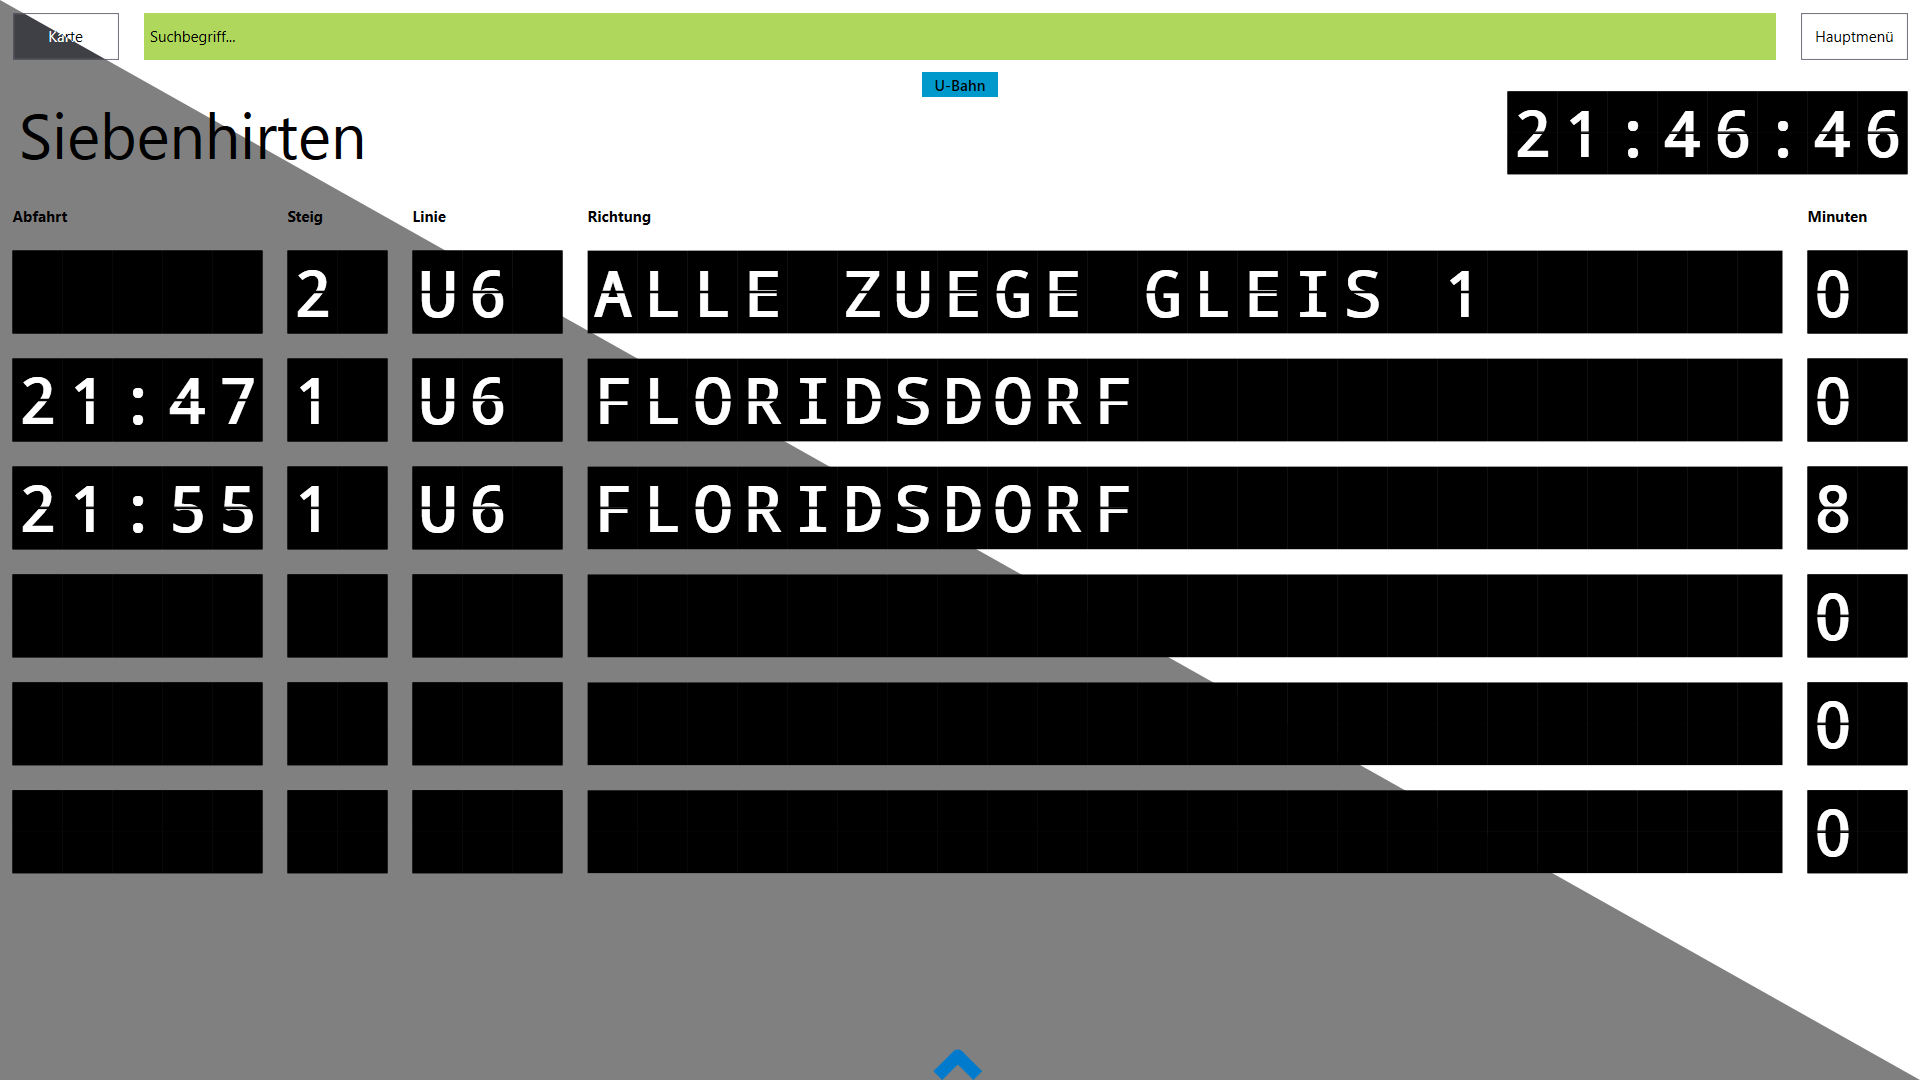 Karte Suchbegriff... Hauptmenü
U-Bahn
Siebenhirten 21:46:46
Abfahrt Steig Linie Richtung Minuten
2 U6 ALLE ZUEGE GLEIS 1 0
21:47 1 U6 FLORIDSDORF 0
21:55 1 U6 FLORIDSDORF 8
0
0
0